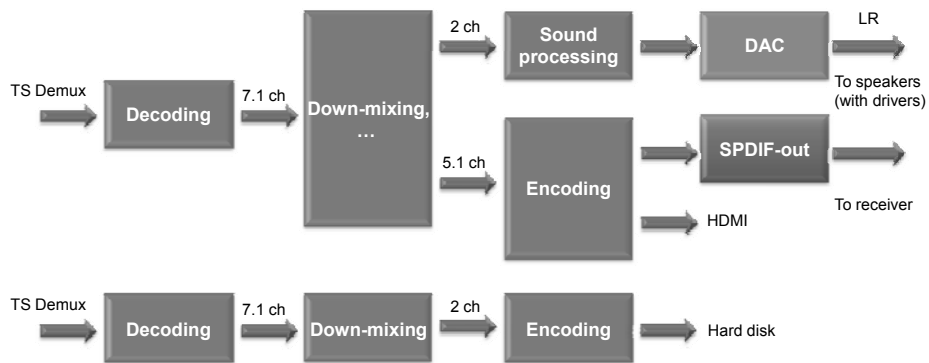 TS Demux
Decoding
7.1 ch
Down-mixing,
…
2 ch
Sound
processing
DAC
LR
To speakers
(with drivers)
5.1 ch
Encoding
SPDIF-out
To receiver
HDMI
TS Demux
Decoding
7.1 ch
Down-mixing
2 ch
Encoding
Hard disk